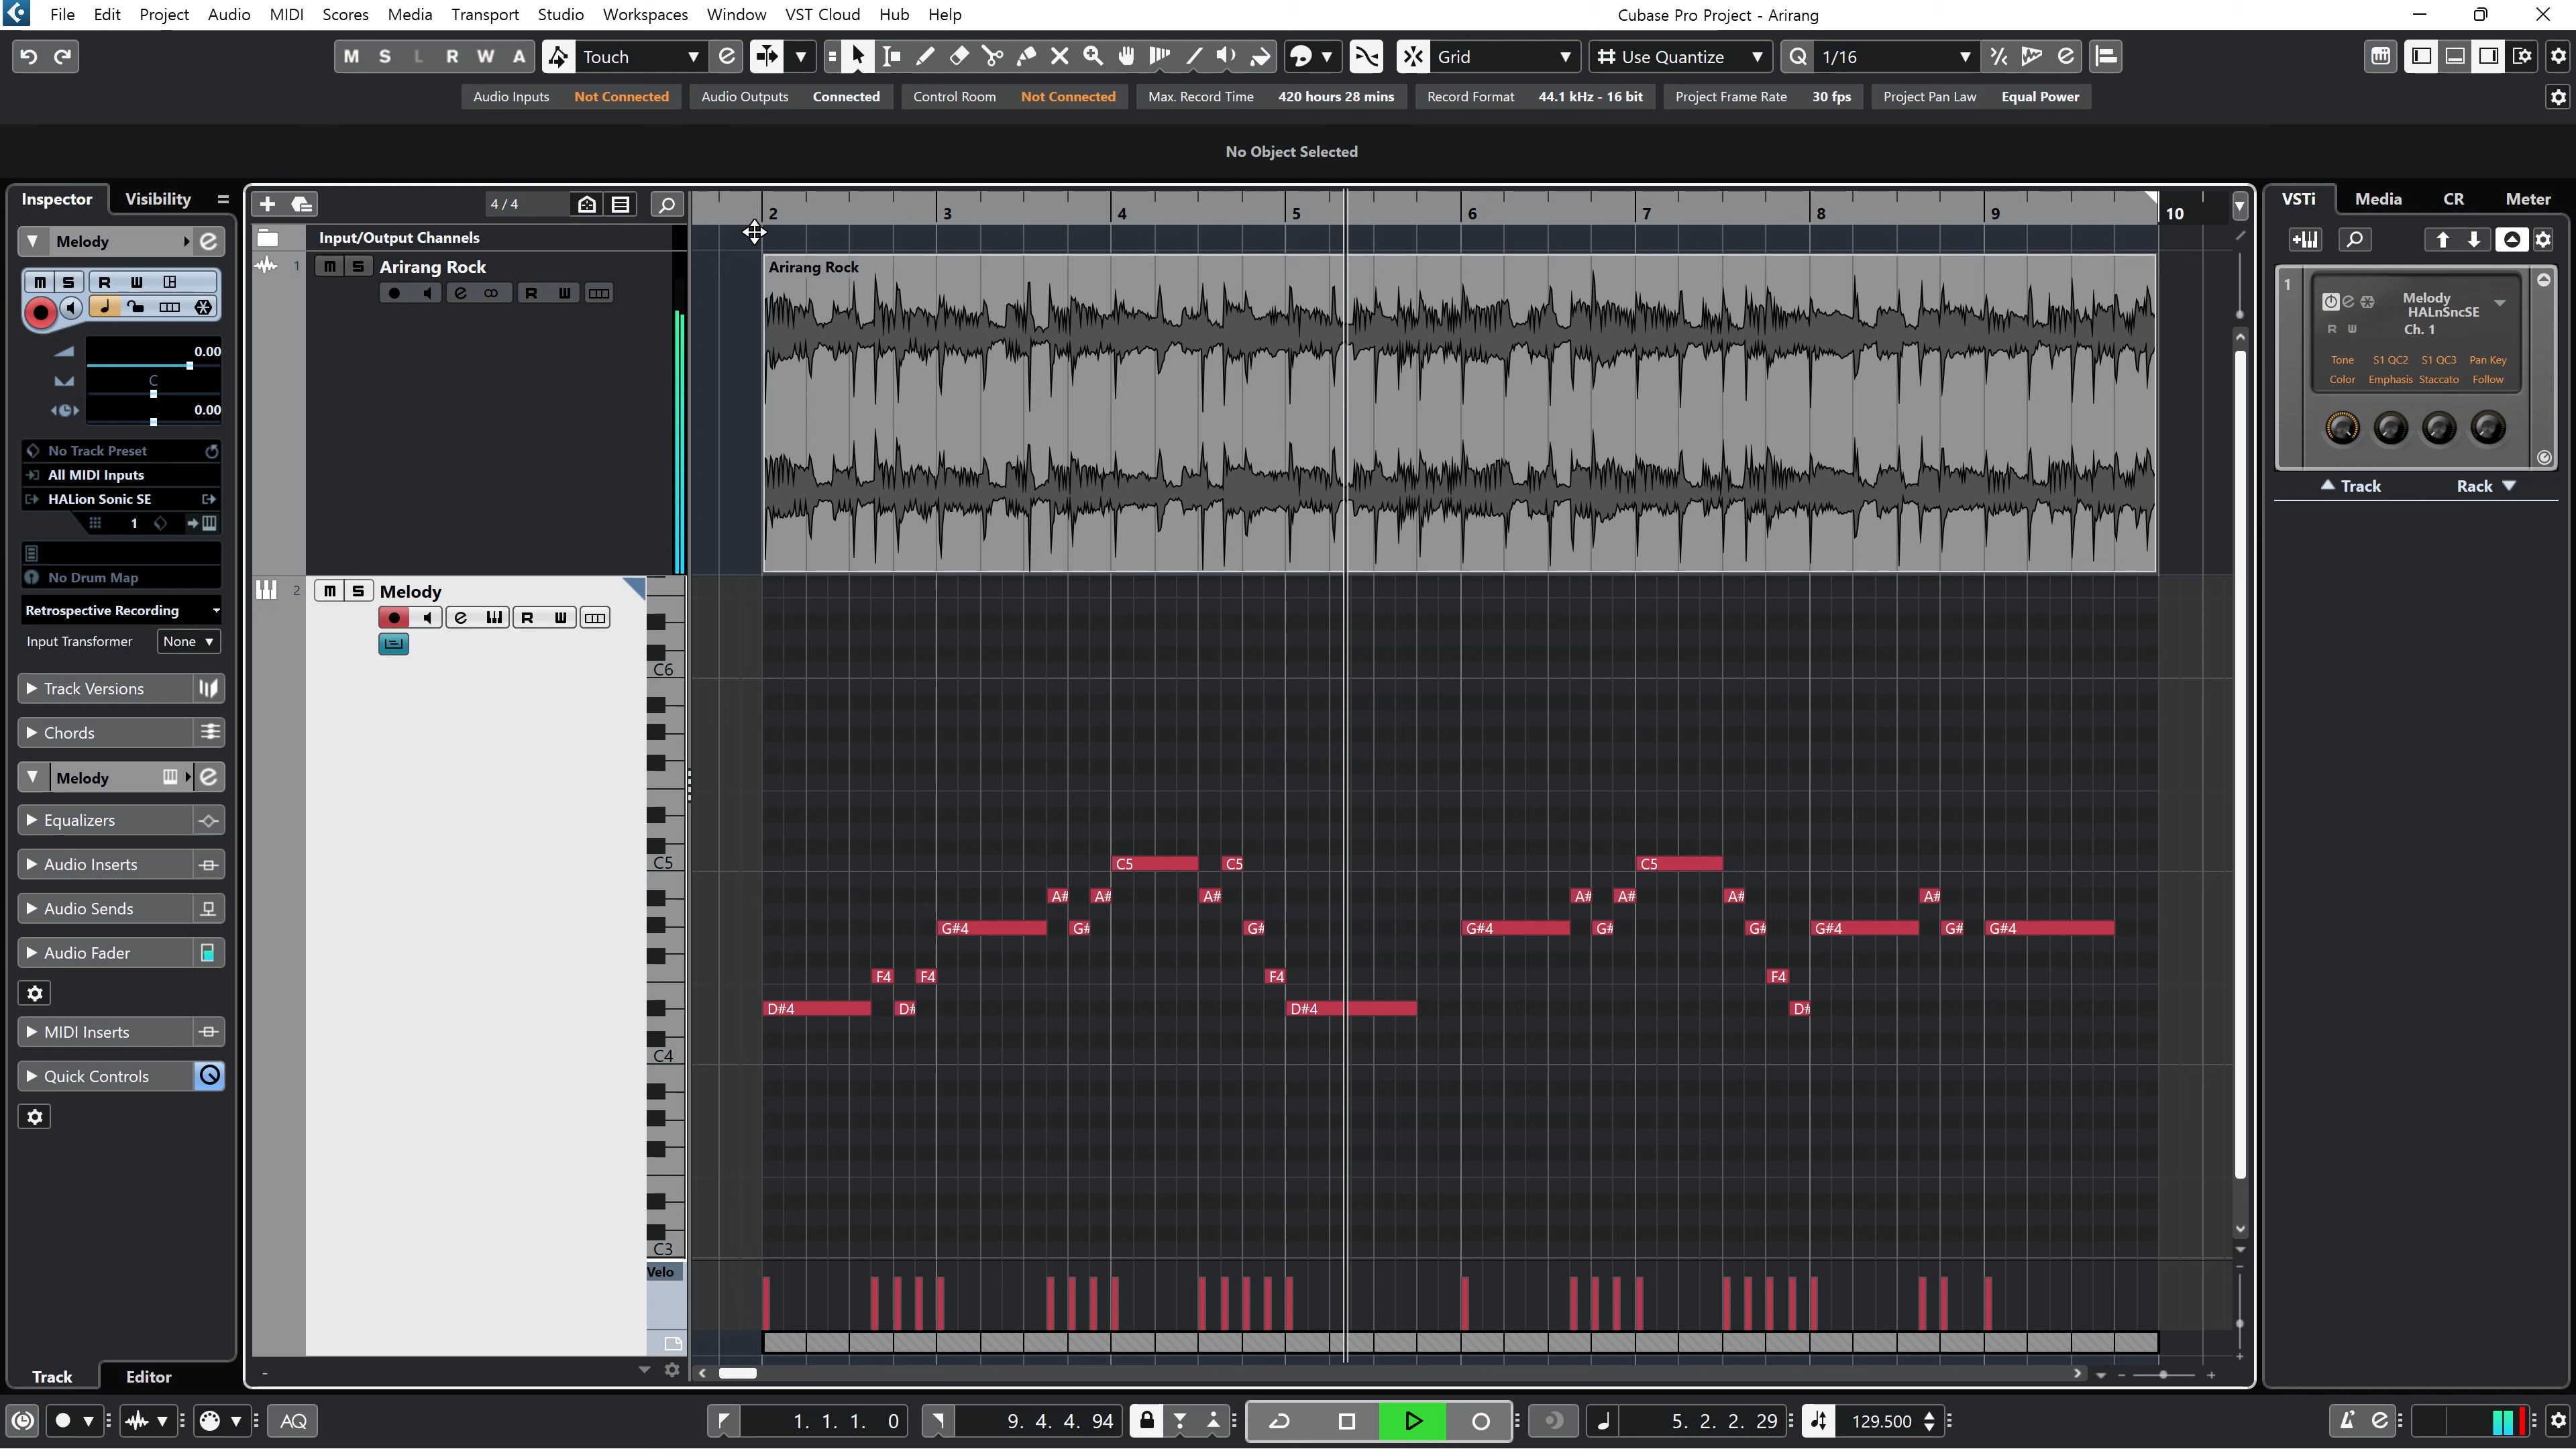 File Edit Project Audio MIDI Scores Media Transport Studio Workspaces Window VST Cloud Hub Help
Cubase Pro Project - Arirang
M S L R W A Touch Grid Use Quantize Q 1/16
Audio Inputs Not Connected Audio Outputs Connected Control Room Not Connected Max. Record Time 420 hours 28 mins Record Format 44.1 kHz - 16 bit Project Frame Rate 30 fps Project Pan Law Equal Power
No Object Selected
Inspector Visibility
Melody
M S R W
0.00
C
0.00
No Track Preset
All MIDI Inputs
HALion Sonic SE
1
No Drum Map
Retrospective Recording
Input Transformer None
Track Versions
Chords
Melody
Equalizers
Audio Inserts
Audio Sends
Audio Fader
MIDI Inserts
Quick Controls
Track Editor
4 / 4
Input/Output Channels
1 M S Arirang Rock
R W
2 M S Melody
R W
2 3 4 5 6 7 8 9 10
Arirang Rock
C6
C5 C5 C5 C5
A# A# A# A# A# A# A#
G#4 G# G# G#4 G# G# G#4 G# G#4
F4 F4 F4 F4
D#4 D# D#4 D#
C4
C3
Velo
VSTi Media CR Meter
1 Melody
HALnSncSE
R W Ch. 1
Tone S1 QC2 S1 QC3 Pan Key
Color Emphasis Staccato Follow
Track Rack
AQ 1. 1. 1. 0 9. 4. 4. 94 5. 2. 2. 29 129.500